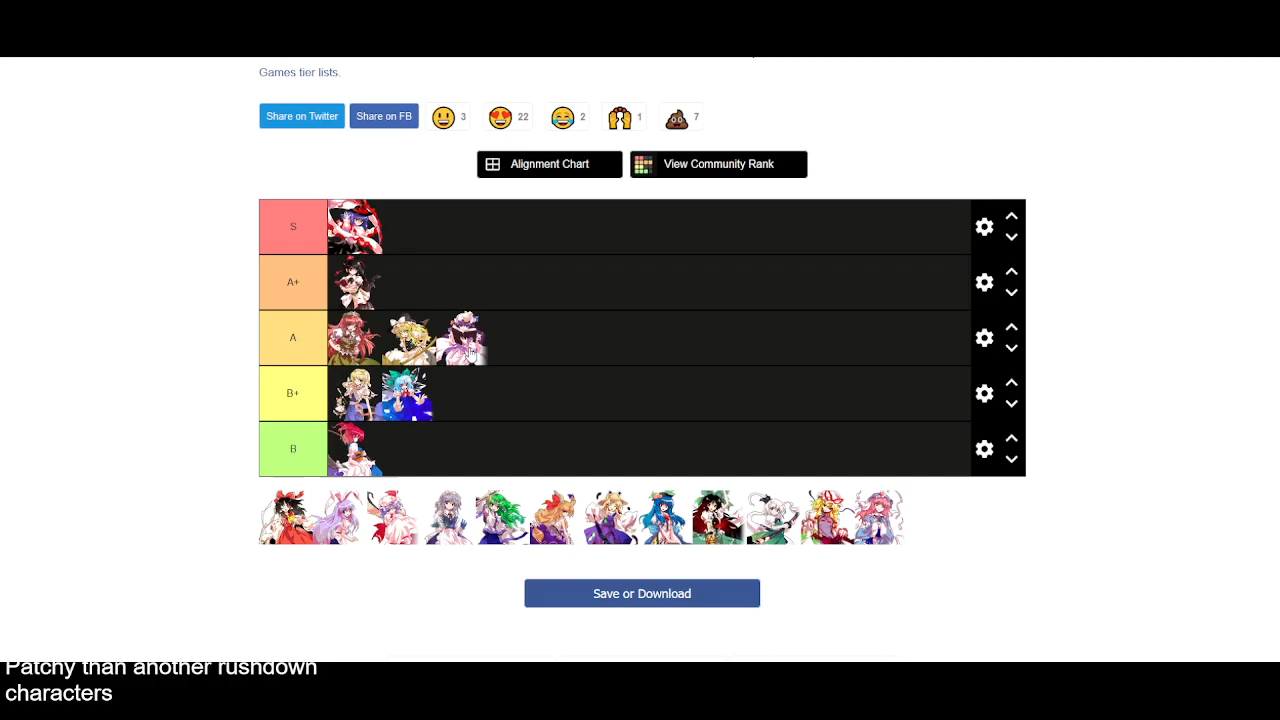 Games tier lists.
Share on Twitter Share on FB 3 22 2 1 7
Alignment Chart View Community Rank
S
A+
A
B+
B
Save or Download
Patchy than another rushdown
characters